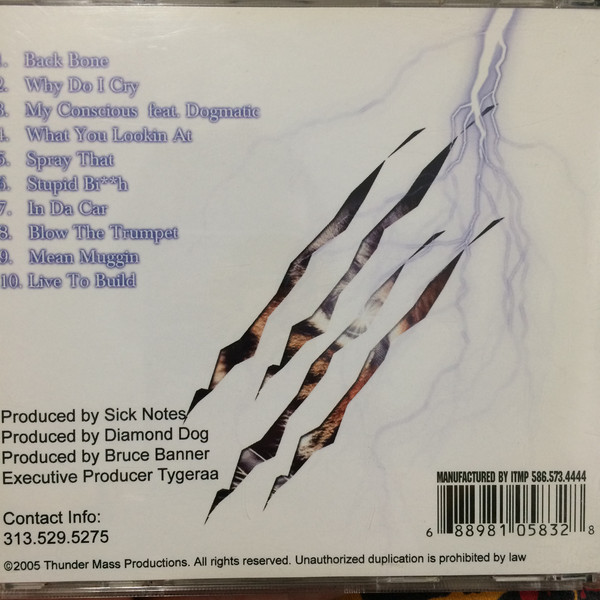 1. Back Bone
2. Why Do I Cry
3. My Conscious feat. Dogmatic
4. What You Lookin At
5. Spray That
6. Stupid Bi**h
7. In Da Car
8. Blow The Trumpet
9. Mean Muggin
10. Live To Build
Produced by Sick Notes
Produced by Diamond Dog
Produced by Bruce Banner
Executive Producer Tygeraa
Contact Info:
313.529.5275
MANUFACTURED BY ITMP 586.573.4444
6 88981 05832 8
©2005 Thunder Mass Productions. All rights reserved. Unauthorized duplication is prohibited by law